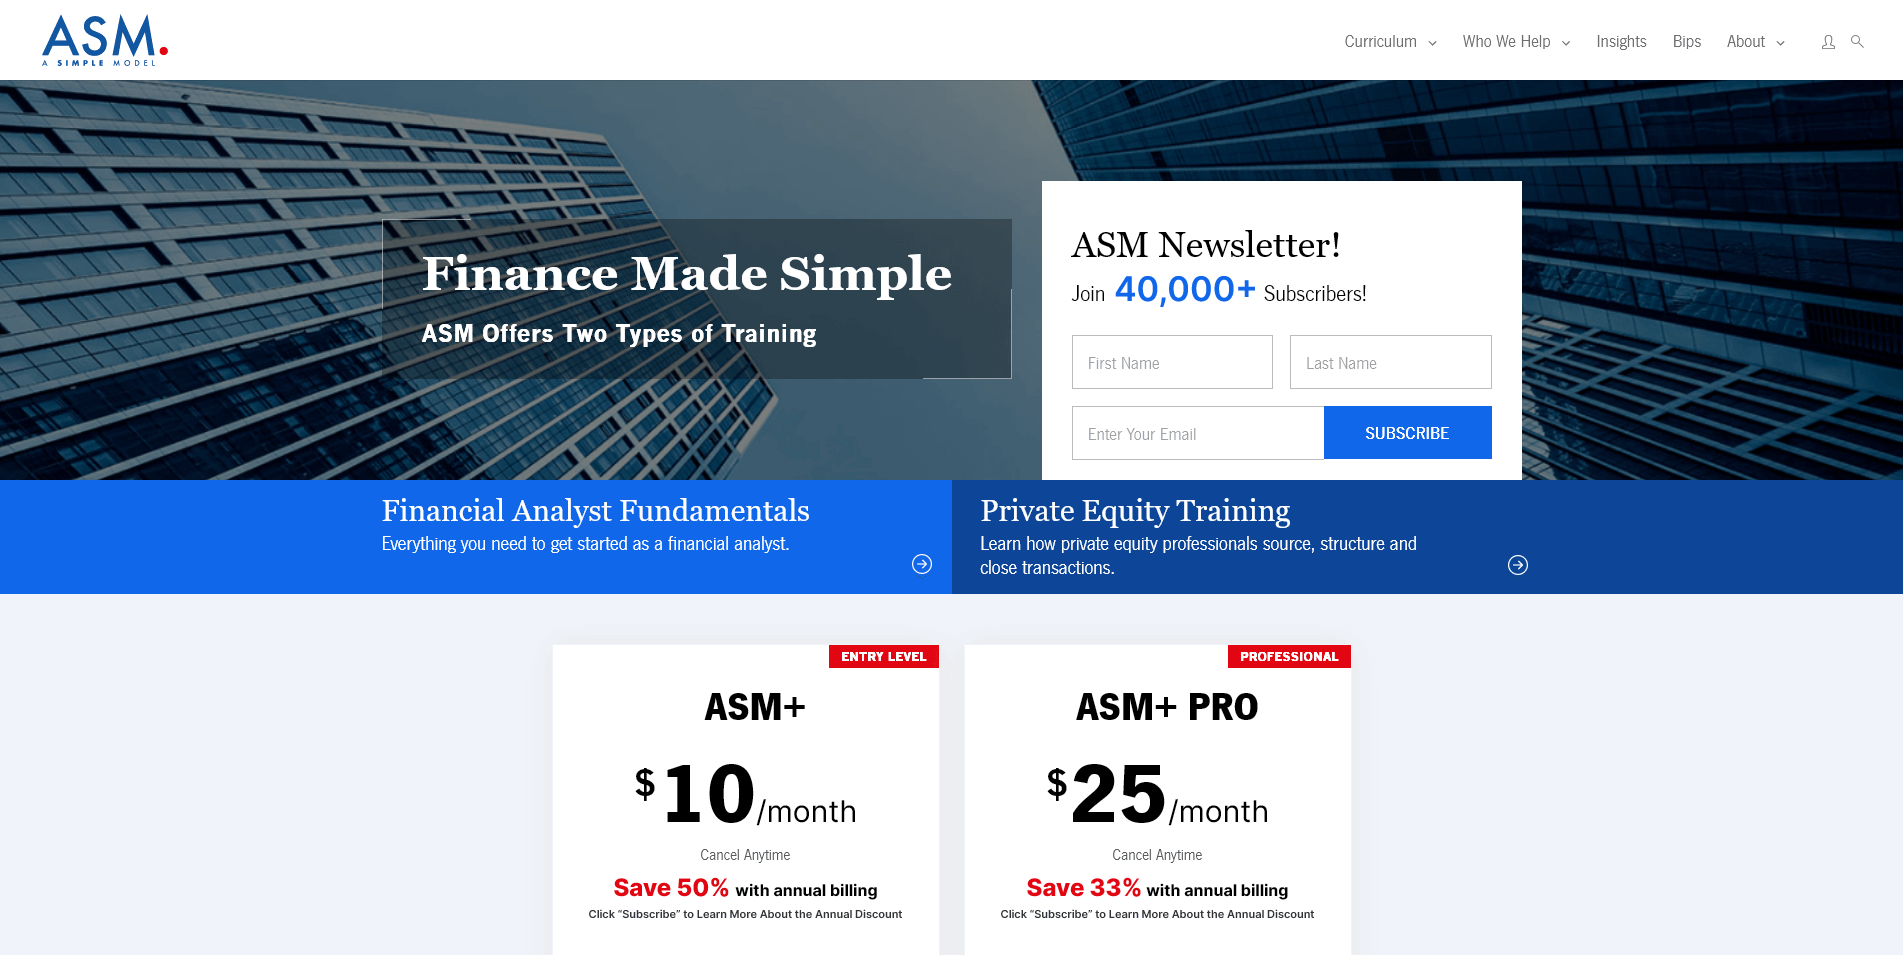 ASM.
A SIMPLE MODEL
Curriculum
Who We Help
Insights
Bips
About
Finance Made Simple
ASM Offers Two Types of Training
ASM Newsletter!
Join 40,000+ Subscribers!
First Name
Last Name
Enter Your Email
SUBSCRIBE
Financial Analyst Fundamentals
Everything you need to get started as a financial analyst.
Private Equity Training
Learn how private equity professionals source, structure and
close transactions.
ENTRY LEVEL
ASM+
$10/month
Cancel Anytime
Save 50% with annual billing
Click “Subscribe” to Learn More About the Annual Discount
PROFESSIONAL
ASM+ PRO
$25/month
Cancel Anytime
Save 33% with annual billing
Click “Subscribe” to Learn More About the Annual Discount